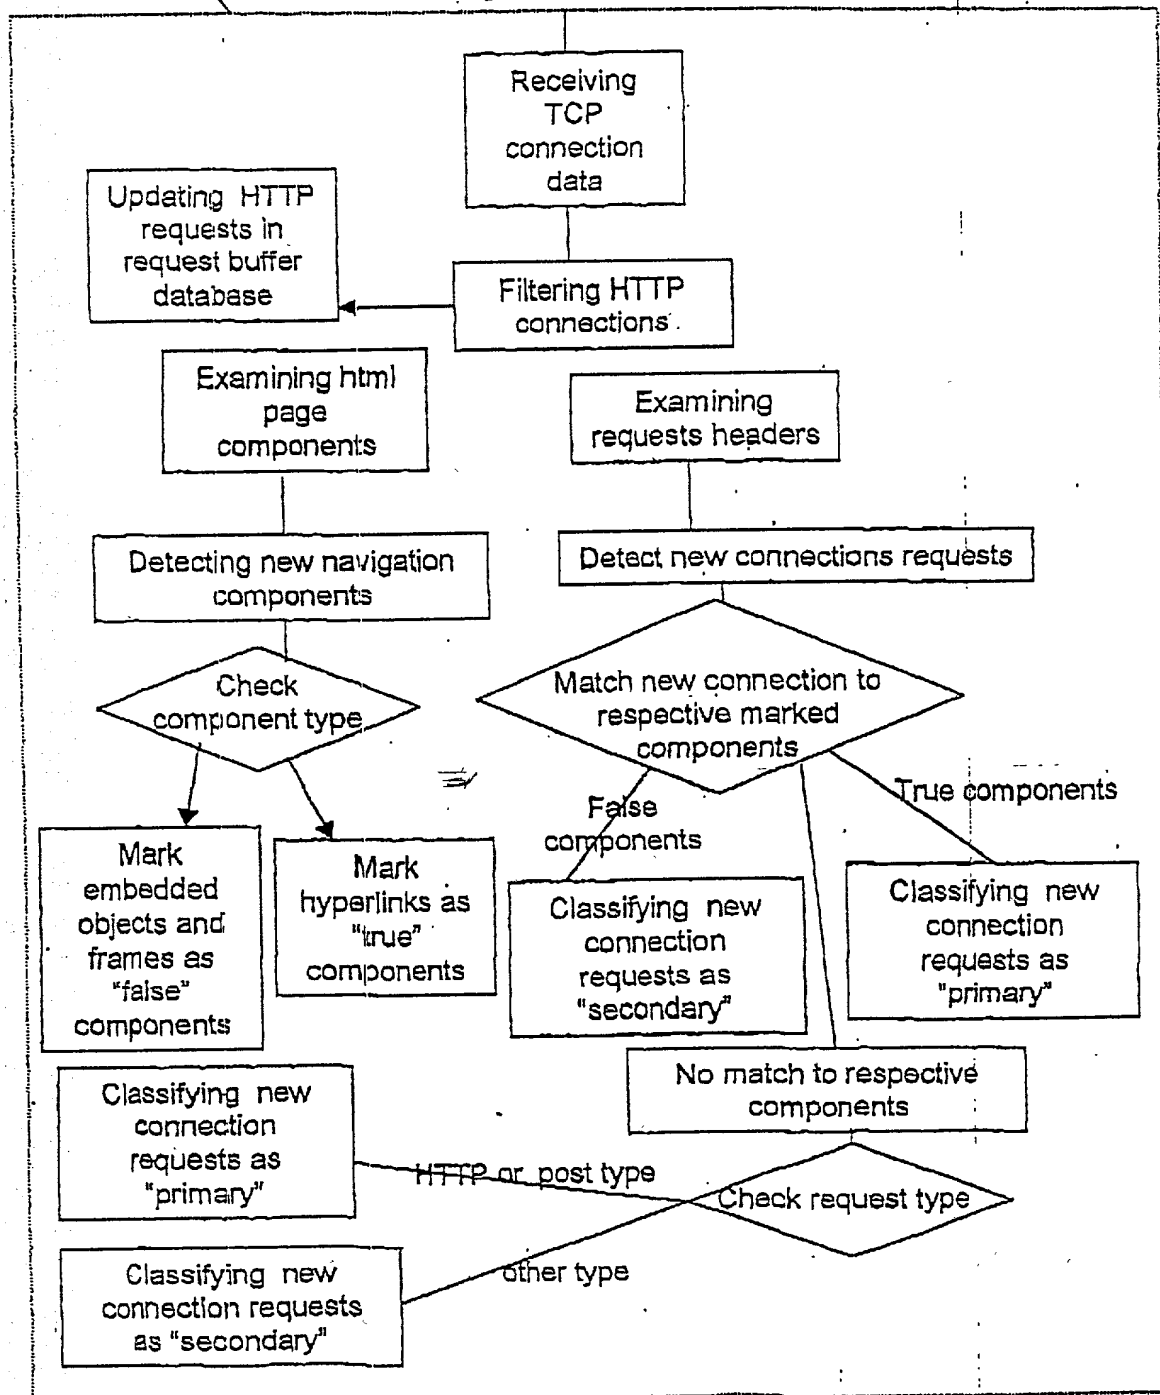 Receiving
TCP
connection
data
Updating HTTP
requests in
request buffer
database
Filtering HTTP
connections
Examining html
page
components
Examining
requests headers
Detecting new navigation
components
Detect new connections requests
Check
component type
Match new connection to
respective marked
components
False
components
True components
Mark
embedded
objects and
frames as
"false"
components
Mark
hyperlinks as
"true"
components
Classifying new
connection
requests as
"secondary"
Classifying new
connection
requests as
"primary"
No match to respective
components
Classifying new
connection
requests as
"primary"
HTTP or post type
Check request type
Classifying new
connection requests
as "secondary"
other type